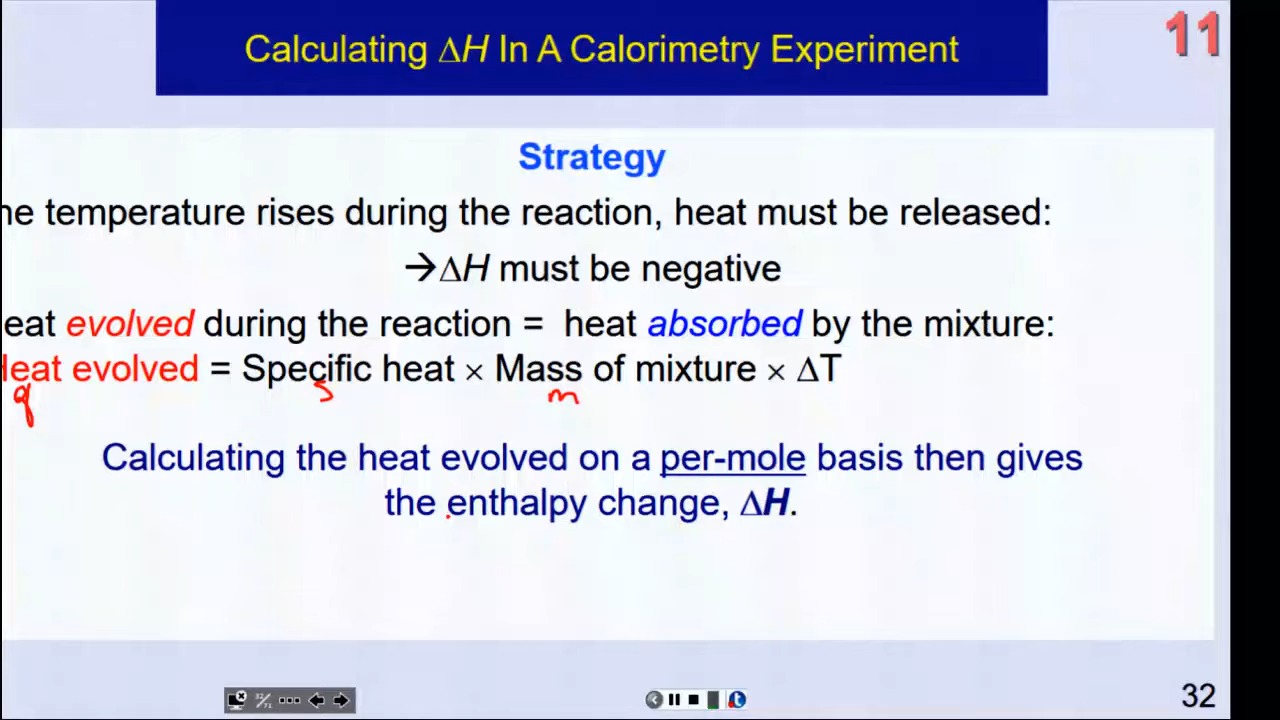 Calculating ΔH In A Calorimetry Experiment
11
Strategy
he temperature rises during the reaction, heat must be released:
→ΔH must be negative
eat evolved during the reaction = heat absorbed by the mixture:
Heat evolved = Specific heat × Mass of mixture × ΔT
q s m
Calculating the heat evolved on a per-mole basis then gives
the enthalpy change, ΔH.
32/71
32